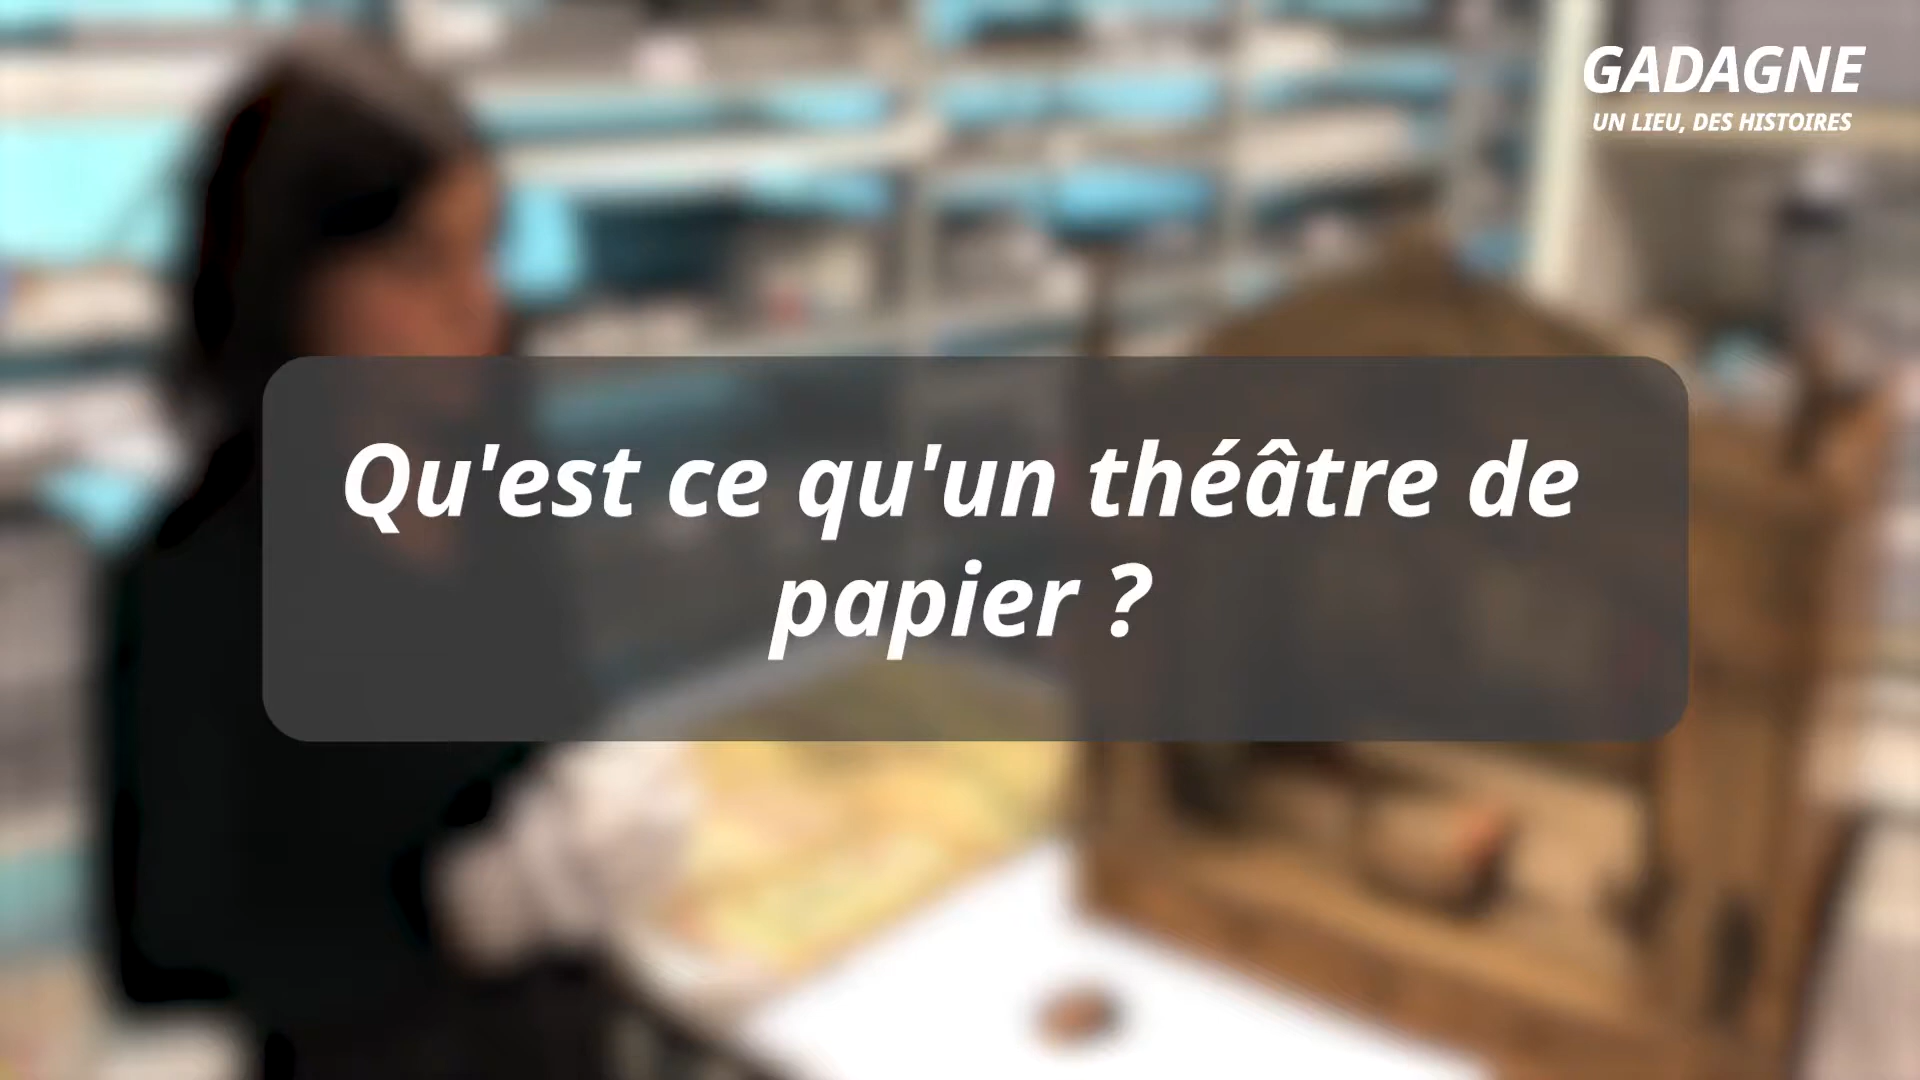 GADAGNE
UN LIEU, DES HISTOIRES
Qu'est ce qu'un théâtre de
papier ?